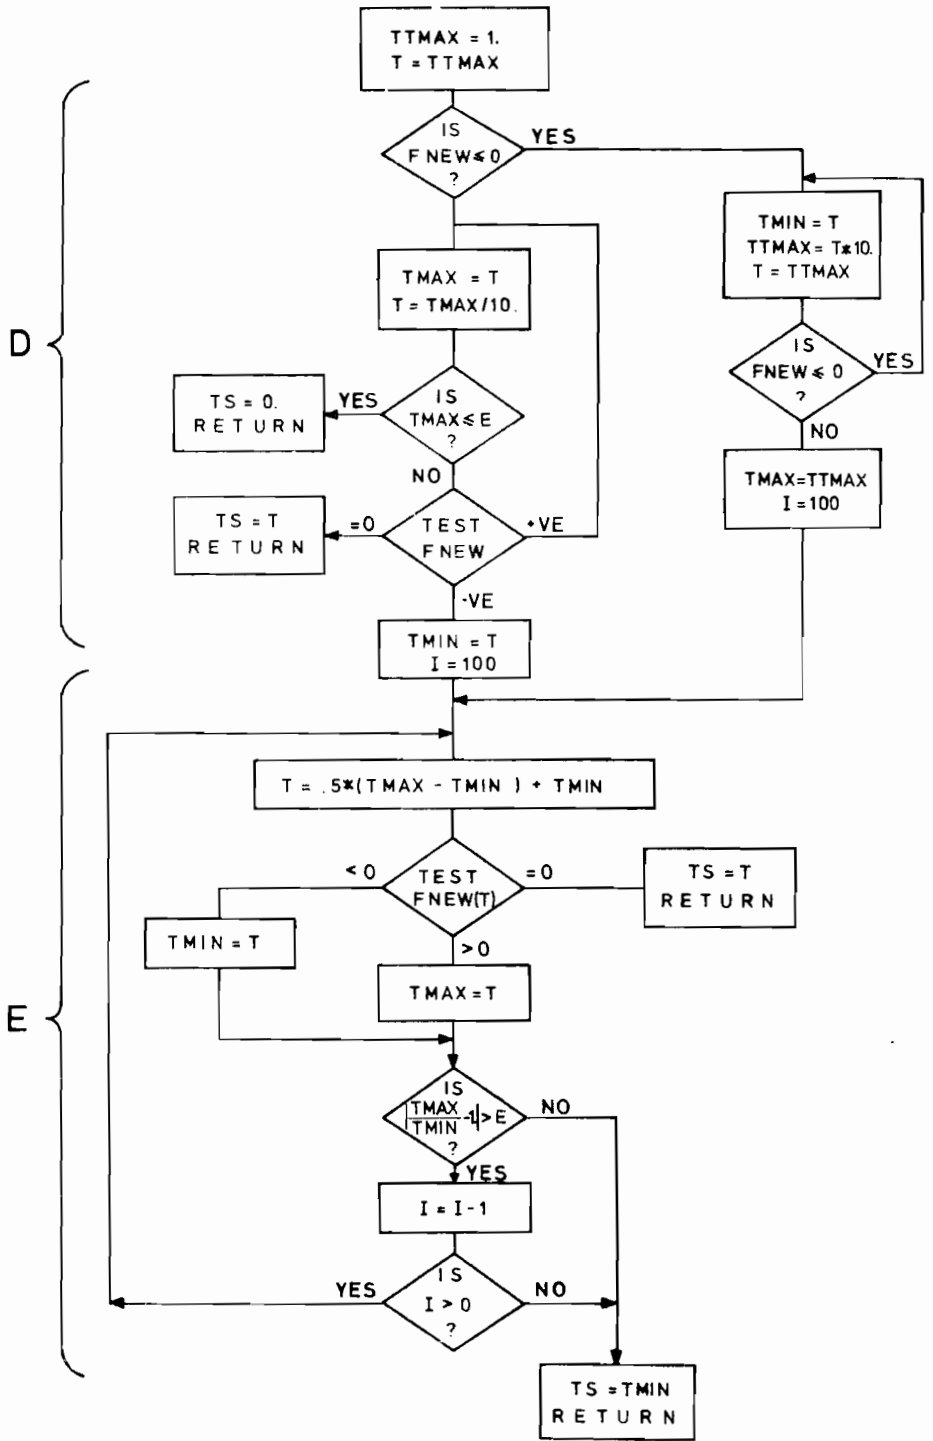 TTMAX = 1.
T = TTMAX
IS
FNEW ≤ 0
?
YES
TMIN = T
TTMAX = T*10.
T = TTMAX
TMAX = T
T = TMAX/10.
D
IS
FNEW ≤ 0
?
YES
TS = 0.
RETURN
YES
IS
TMAX ≤ E
?
NO
NO
TMAX=TTMAX
I = 100
TS = T
RETURN
=0
TEST
FNEW
+VE
-VE
TMIN = T
I = 100
T = .5*(TMAX - TMIN ) + TMIN
< 0
TEST
FNEW(T)
= 0
TS = T
RETURN
TMIN = T
>0
TMAX = T
E
IS
|TMAX/TMIN -1|> E
?
NO
YES
I = I - 1
YES
IS
I > 0
?
NO
TS = TMIN
RETURN